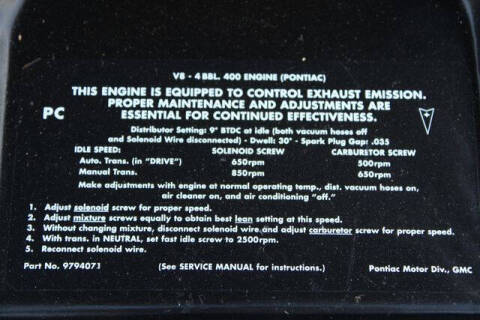 V8 - 4 BBL. 400 ENGINE (PONTIAC)
THIS ENGINE IS EQUIPPED TO CONTROL EXHAUST EMISSION.
PROPER MAINTENANCE AND ADJUSTMENTS ARE
ESSENTIAL FOR CONTINUED EFFECTIVENESS.
PC
Distributor Setting: 9° BTDC at idle (both vacuum hoses off
and Solenoid Wire disconnected) - Dwell: 30° - Spark Plug Gap: .035
IDLE SPEED: SOLENOID SCREW CARBURETOR SCREW
Auto. Trans. (in "DRIVE") 650rpm 500rpm
Manual Trans. 850rpm 650rpm
Make adjustments with engine at normal operating temp., dist. vacuum hoses on,
air cleaner on, and air conditioning "off."
1. Adjust solenoid screw for proper speed.
2. Adjust mixture screws equally to obtain best lean setting at this speed.
3. Without changing mixture, disconnect solenoid wire and adjust carburetor screw for proper speed.
4. With trans. in NEUTRAL, set fast idle screw to 2500rpm.
5. Reconnect solenoid wire.
Part No. 9794071 (See SERVICE MANUAL for instructions.) Pontiac Motor Div., GMC